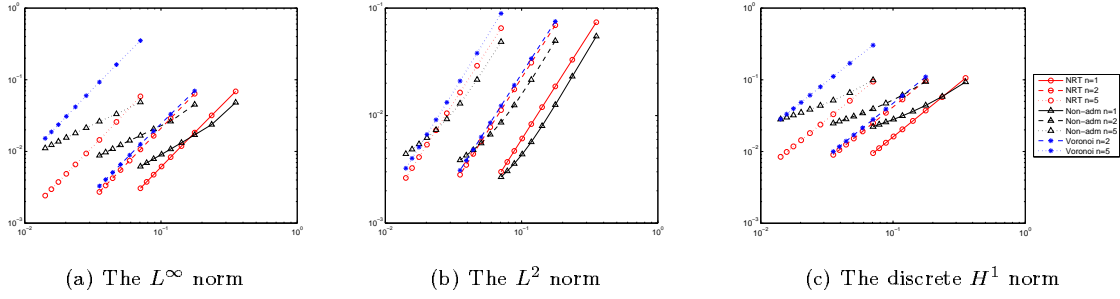 10^0
10^-1
10^-2
10^-3
10^-2
10^-1
10^0
10^-1
10^-2
10^-3
10^-2
10^-1
10^0
10^0
10^-1
10^-2
10^-3
10^-2
10^-1
10^0
NRT n=1
NRT n=2
NRT n=5
Non-adm n=1
Non-adm n=2
Non-adm n=5
Voronoi n=2
Voronoi n=5
(a) The L^∞ norm
(b) The L^2 norm
(c) The discrete H^1 norm